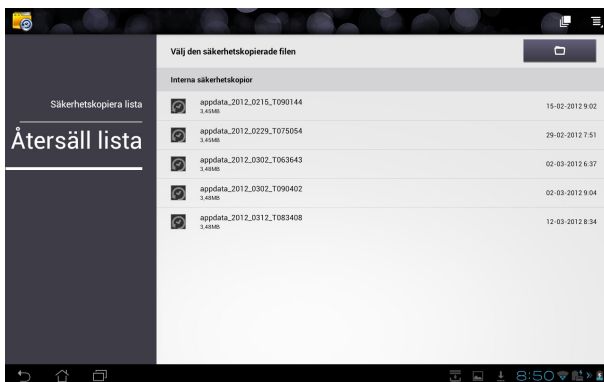 Välj den säkerhetskopierade filen
Interna säkerhetskopior
Säkerhetskopiera lista
Återsäll lista
appdata_2012_0215_T090144
3,45MB
15-02-2012 9:02
appdata_2012_0229_T075054
3,45MB
29-02-2012 7:51
appdata_2012_0302_T063643
3,48MB
02-03-2012 6:37
appdata_2012_0302_T090402
3,48MB
02-03-2012 9:04
appdata_2012_0312_T083408
3,48MB
12-03-2012 8:34
8:50